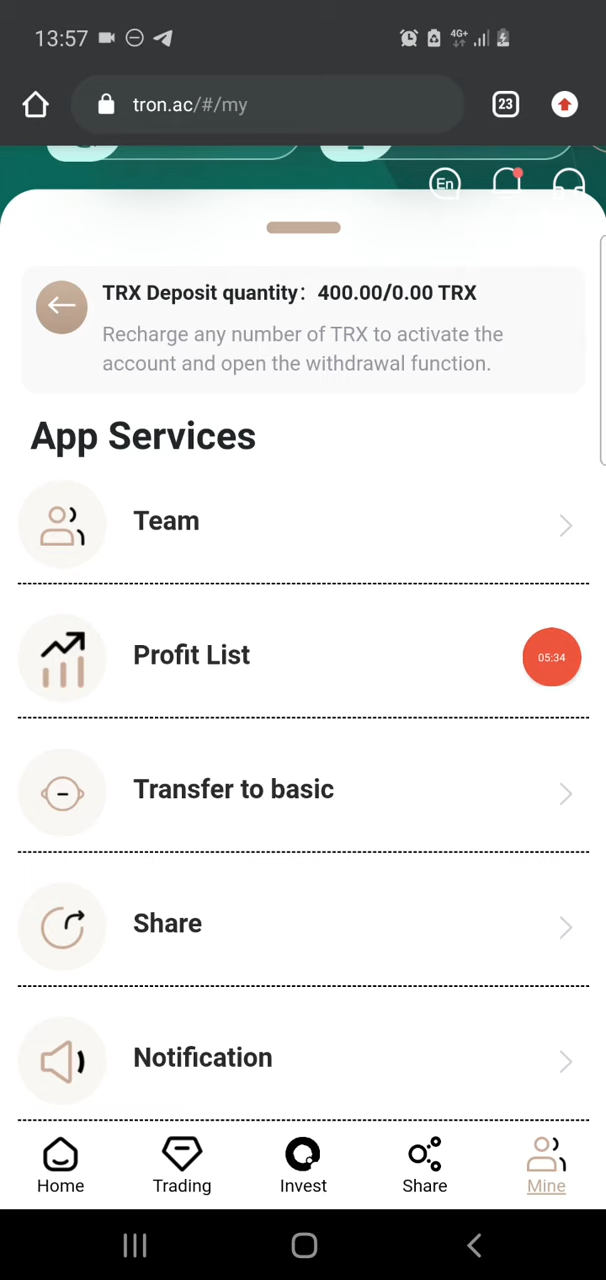 13:57 4G+
23
tron.ac/#/my
En
TRX Deposit quantity： 400.00/0.00 TRX
Recharge any number of TRX to activate the
account and open the withdrawal function.
App Services
Team
Profit List
05:34
Transfer to basic
Share
Notification
Home Trading Invest Share Mine